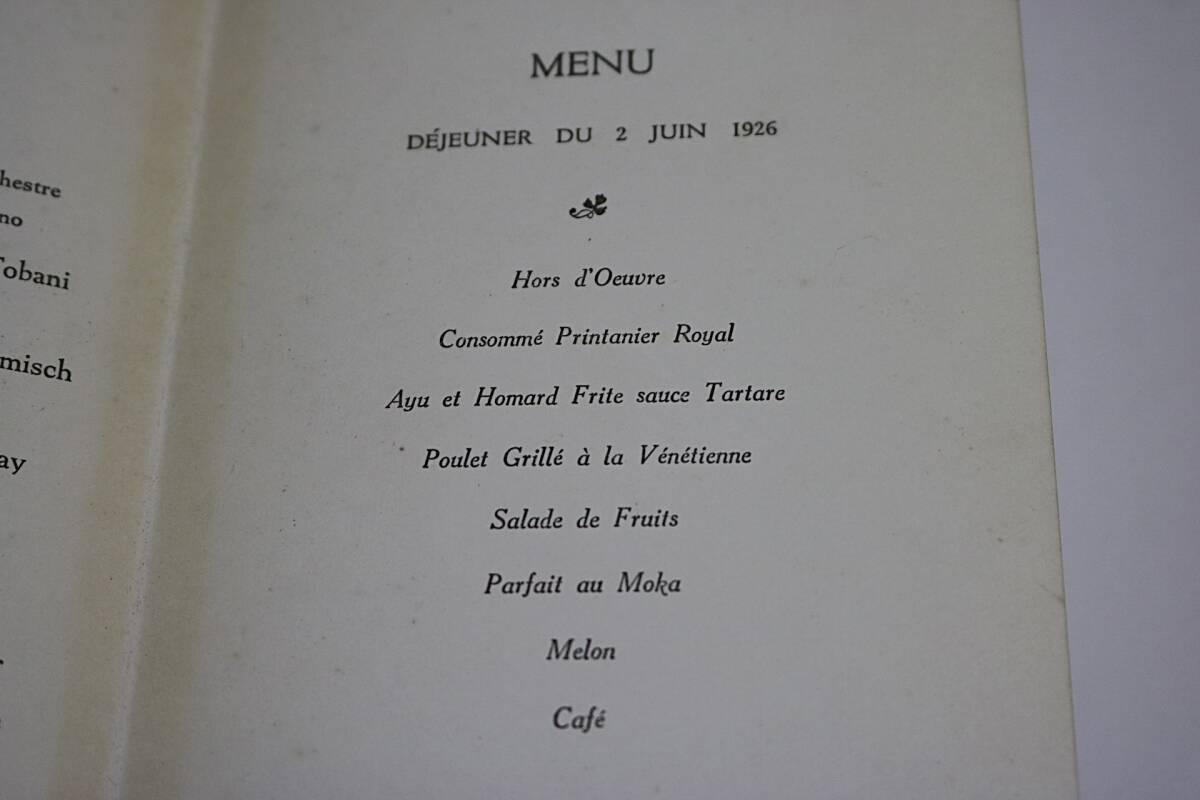 MENU
DÉJEUNER DU 2 JUIN 1926
Hors d'Oeuvre
Consommé Printanier Royal
Ayu et Homard Frite sauce Tartare
Poulet Grillé à la Vénétienne
Salade de Fruits
Parfait au Moka
Melon
Café
hestre
no
obani
misch
ay